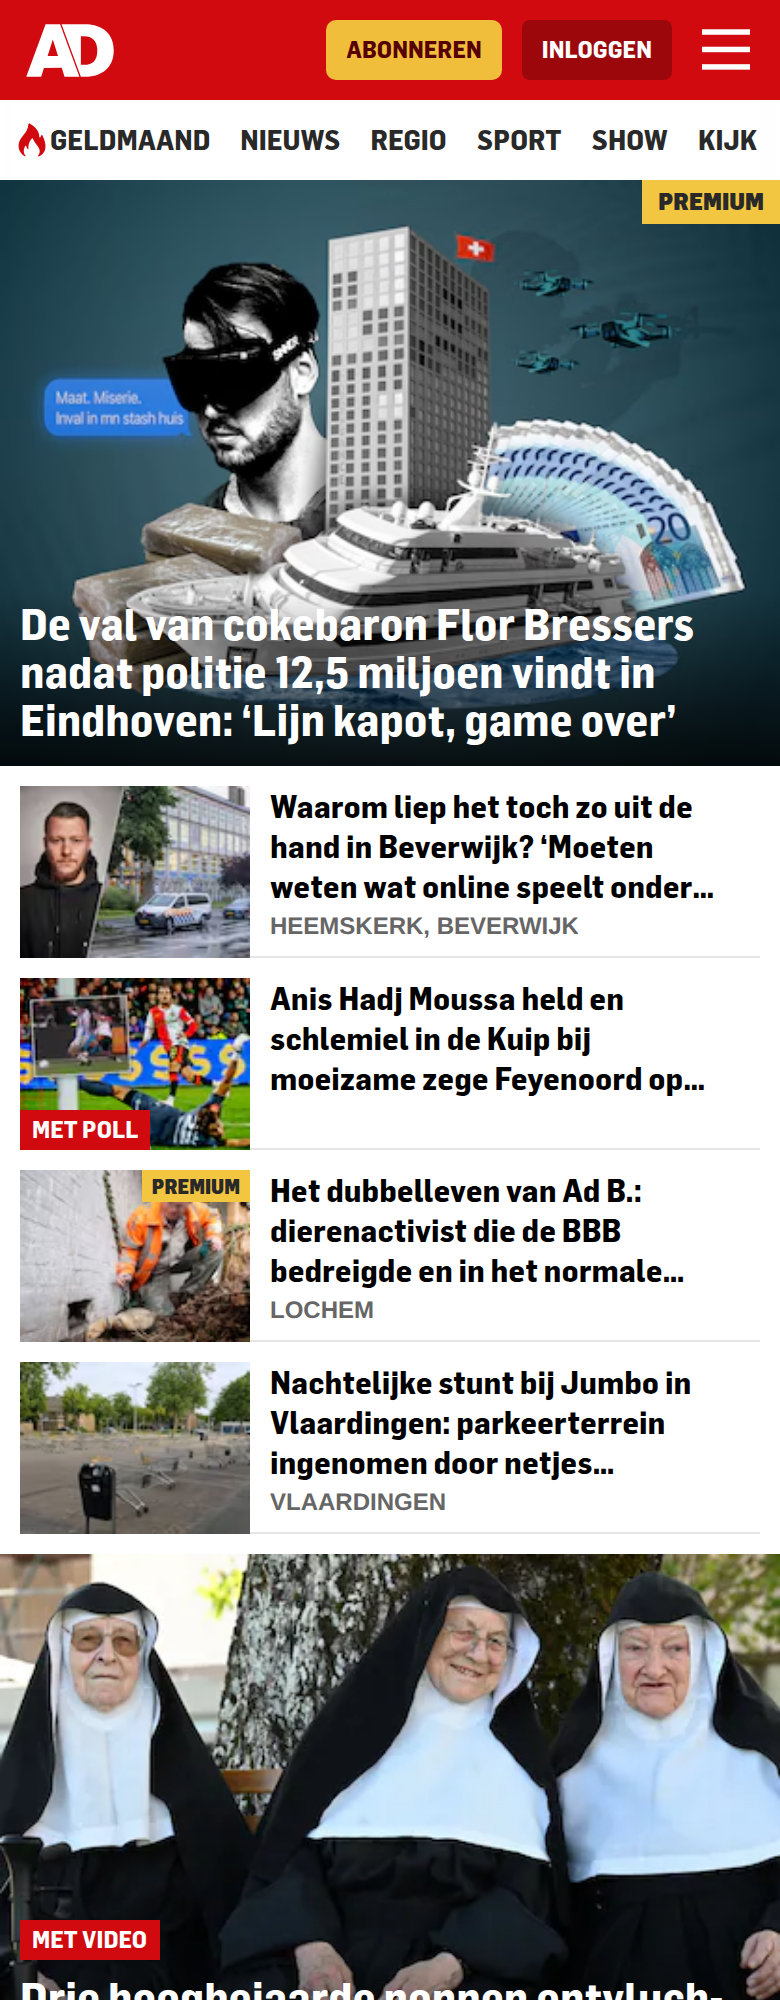 AD
ABONNEREN
INLOGGEN
GELDMAAND NIEUWS REGIO SPORT SHOW KIJK
PREMIUM
Maat. Miserie.
Inval in mn stash huis
20
De val van cokebaron Flor Bressers
nadat politie 12,5 miljoen vindt in
Eindhoven: ‘Lijn kapot, game over’
Waarom liep het toch zo uit de
hand in Beverwijk? ‘Moeten
weten wat online speelt onder...
HEEMSKERK, BEVERWIJK
Anis Hadj Moussa held en
schlemiel in de Kuip bij
moeizame zege Feyenoord op...
MET POLL
PREMIUM
Het dubbelleven van Ad B.:
dierenactivist die de BBB
bedreigde en in het normale...
LOCHEM
Nachtelijke stunt bij Jumbo in
Vlaardingen: parkeerterrein
ingenomen door netjes...
VLAARDINGEN
MET VIDEO
Drie hoogbejaarde nonnen ontvluch-